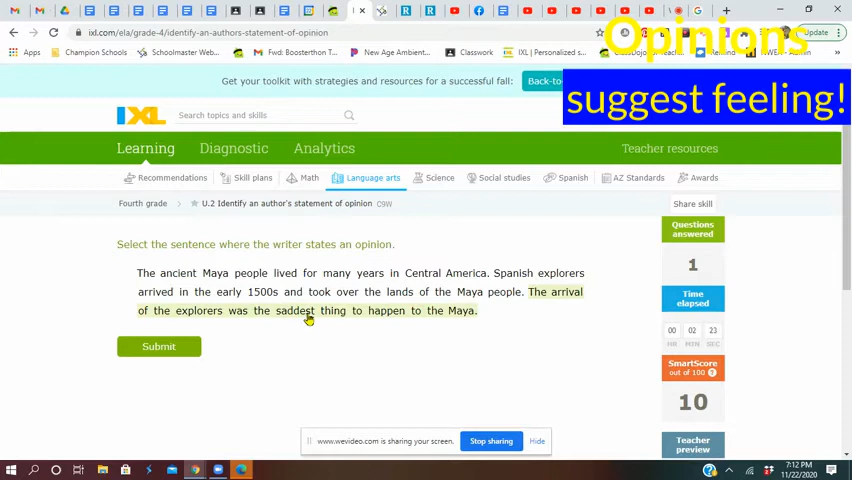 Opinions
suggest feeling!
Update
ixl.com/ela/grade-4/identify-an-authors-statement-of-opinion
Apps
Champion Schools
Schoolmaster Web...
Fwd: Boosterthon T...
New Age Ambient...
Classwork
IXL | Personalized s...
Remind
Get your toolkit with strategies and resources for a successful fall:
Back-to
IXL
Search topics and skills
Learning
Diagnostic
Analytics
Teacher resources
Recommendations
Skill plans
Math
Language arts
Science
Social studies
Spanish
AZ Standards
Awards
Fourth grade
U.2 Identify an author's statement of opinion C9W
Share skill
Select the sentence where the writer states an opinion.
The ancient Maya people lived for many years in Central America. Spanish explorers
arrived in the early 1500s and took over the lands of the Maya people. The arrival
of the explorers was the saddest thing to happen to the Maya.
Submit
Questions
answered
1
Time
elapsed
00 02 23
HR MIN SEC
SmartScore
out of 100 ?
10
Teacher
preview
www.wevideo.com is sharing your screen.
Stop sharing
Hide
7:12 PM
11/22/2020